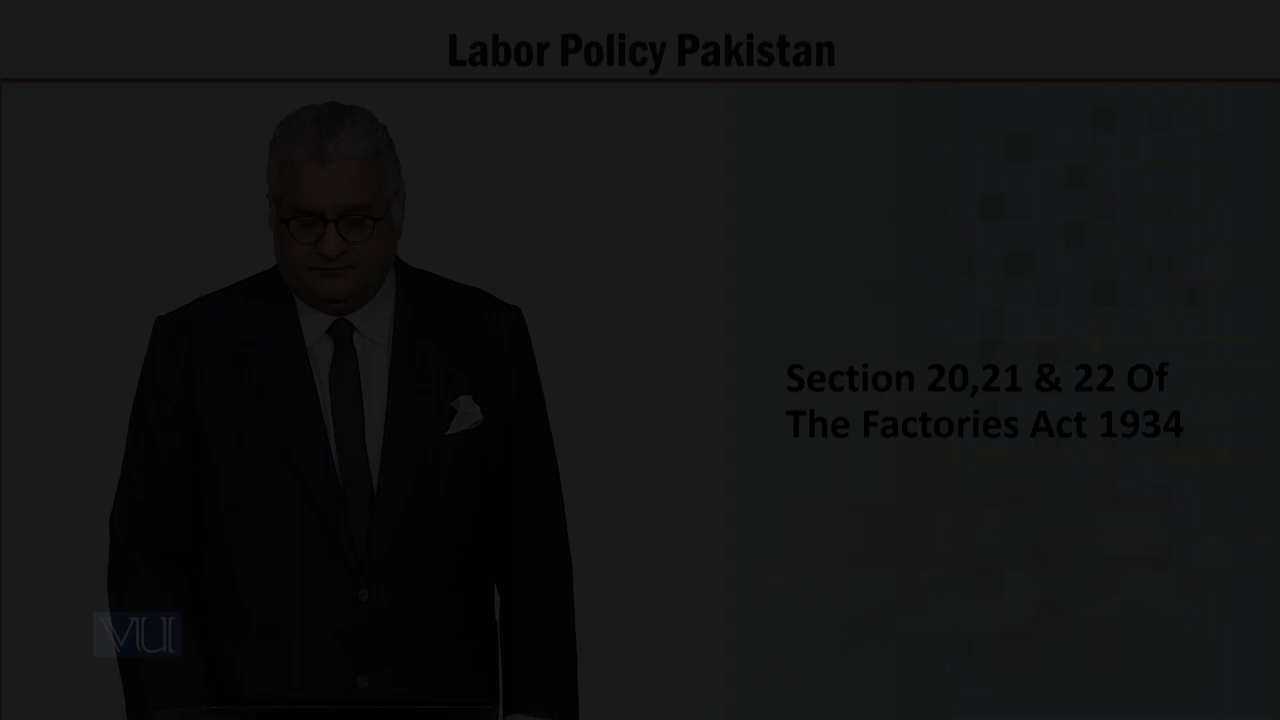 Labor Policy Pakistan
Section 20,21 & 22 Of
The Factories Act 1934
VU